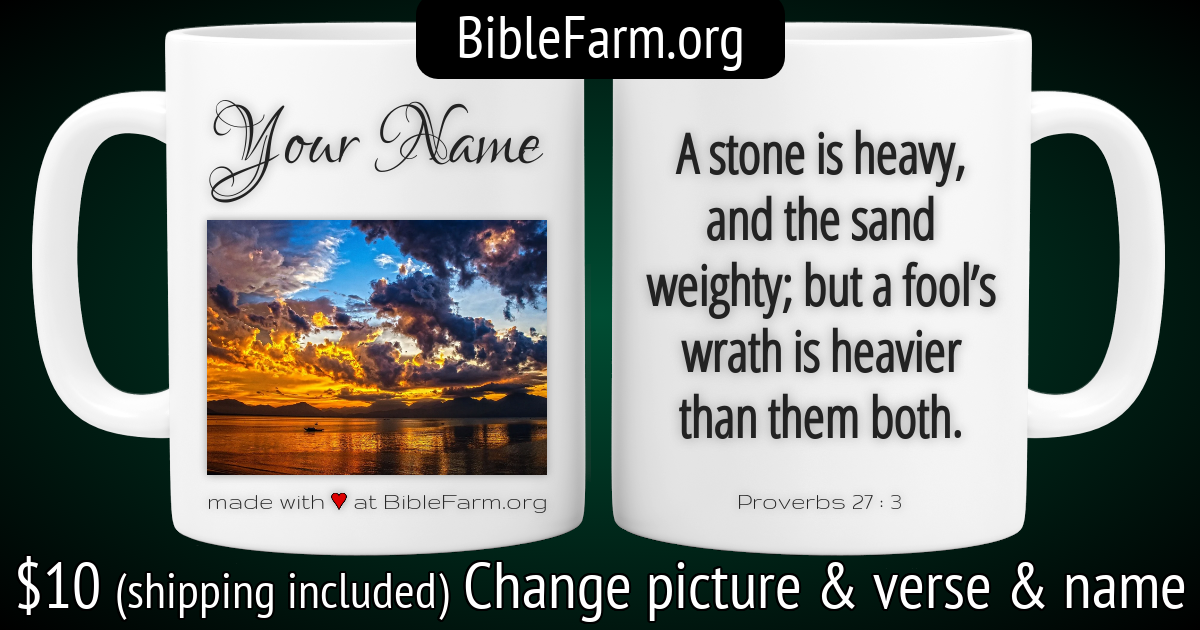 BibleFarm.org
Your Name
made with ♥ at BibleFarm.org
A stone is heavy,
and the sand
weighty; but a fool’s
wrath is heavier
than them both.
Proverbs 27 : 3
$10 (shipping included) Change picture & verse & name